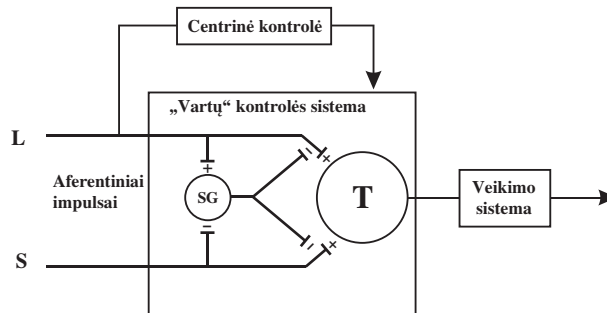 Centrinė kontrolė
„Vartų“ kontrolės sistema
L
+
−
+
Aferentiniai
impulsai
SG
T
Veikimo
sistema
−
−
+
S